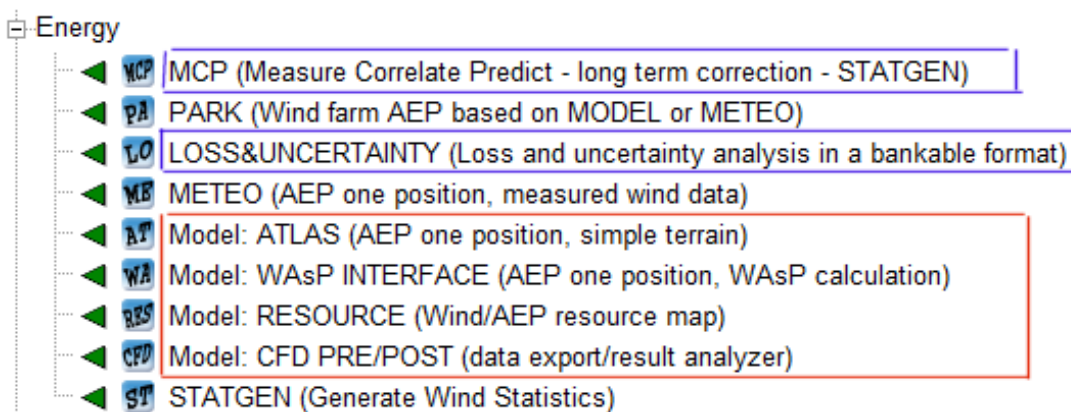 Energy
MCP MCP (Measure Correlate Predict - long term correction - STATGEN)
PA PARK (Wind farm AEP based on MODEL or METEO)
LO LOSS&UNCERTAINTY (Loss and uncertainty analysis in a bankable format)
ME METEO (AEP one position, measured wind data)
AT Model: ATLAS (AEP one position, simple terrain)
WA Model: WAsP INTERFACE (AEP one position, WAsP calculation)
RES Model: RESOURCE (Wind/AEP resource map)
CFD Model: CFD PRE/POST (data export/result analyzer)
ST STATGEN (Generate Wind Statistics)